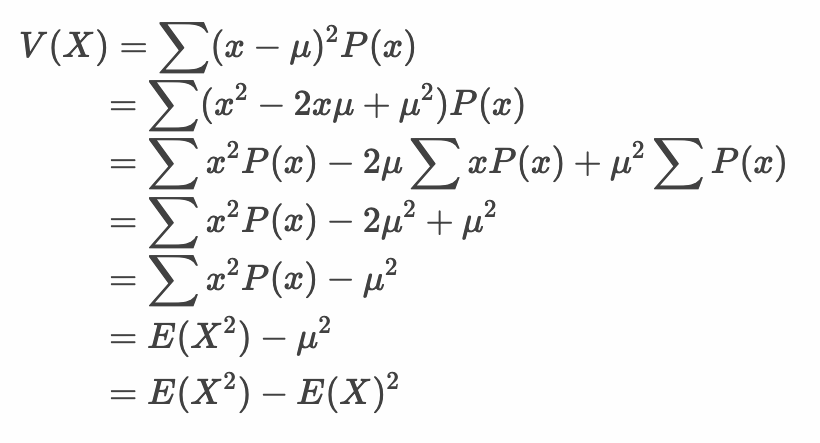 V(X) = ∑(x − μ)²P(x)
= ∑(x² − 2xμ + μ²)P(x)
= ∑ x²P(x) − 2μ ∑ xP(x) + μ² ∑ P(x)
= ∑ x²P(x) − 2μ² + μ²
= ∑ x²P(x) − μ²
= E(X²) − μ²
= E(X²) − E(X)²